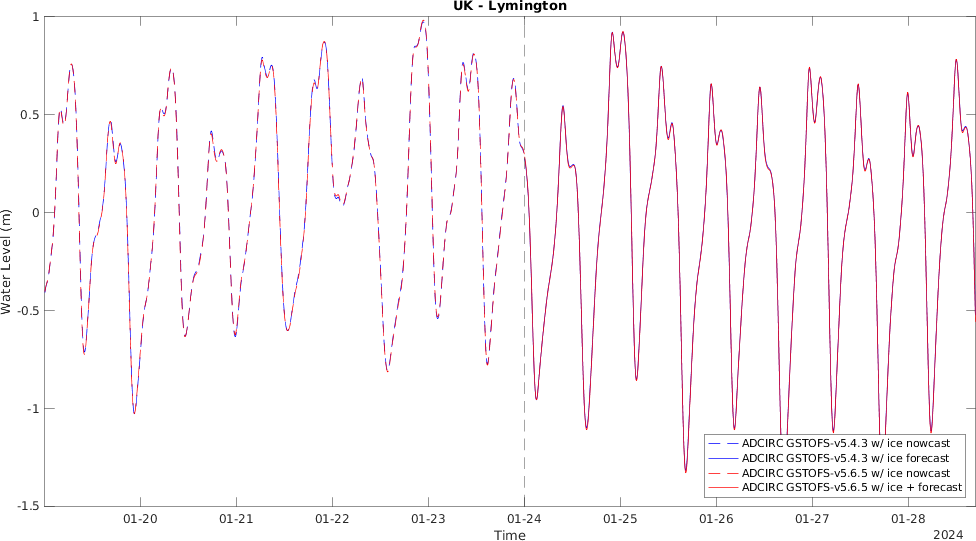 UK - Lymington
1
0.5
0
-0.5
-1
-1.5
Water Level (m)
01-20 01-21 01-22 01-23 01-24 01-25 01-26 01-27 01-28
Time
2024
ADCIRC GSTOFS-v5.4.3 w/ ice nowcast
ADCIRC GSTOFS-v5.4.3 w/ ice forecast
ADCIRC GSTOFS-v5.6.5 w/ ice nowcast
ADCIRC GSTOFS-v5.6.5 w/ ice + forecast